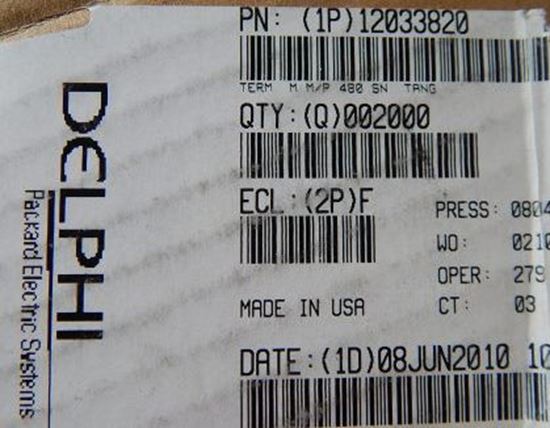 PN: (1P)12033820
TERM M M/P 480 SN TANG
QTY:(Q)002000
ECL:(2P)F
PRESS: 0804
WO: 0210
OPER: 279
CT: 03
MADE IN USA
DATE:(1D)08JUN2010 10
DELPHI
Packard Electric Systems